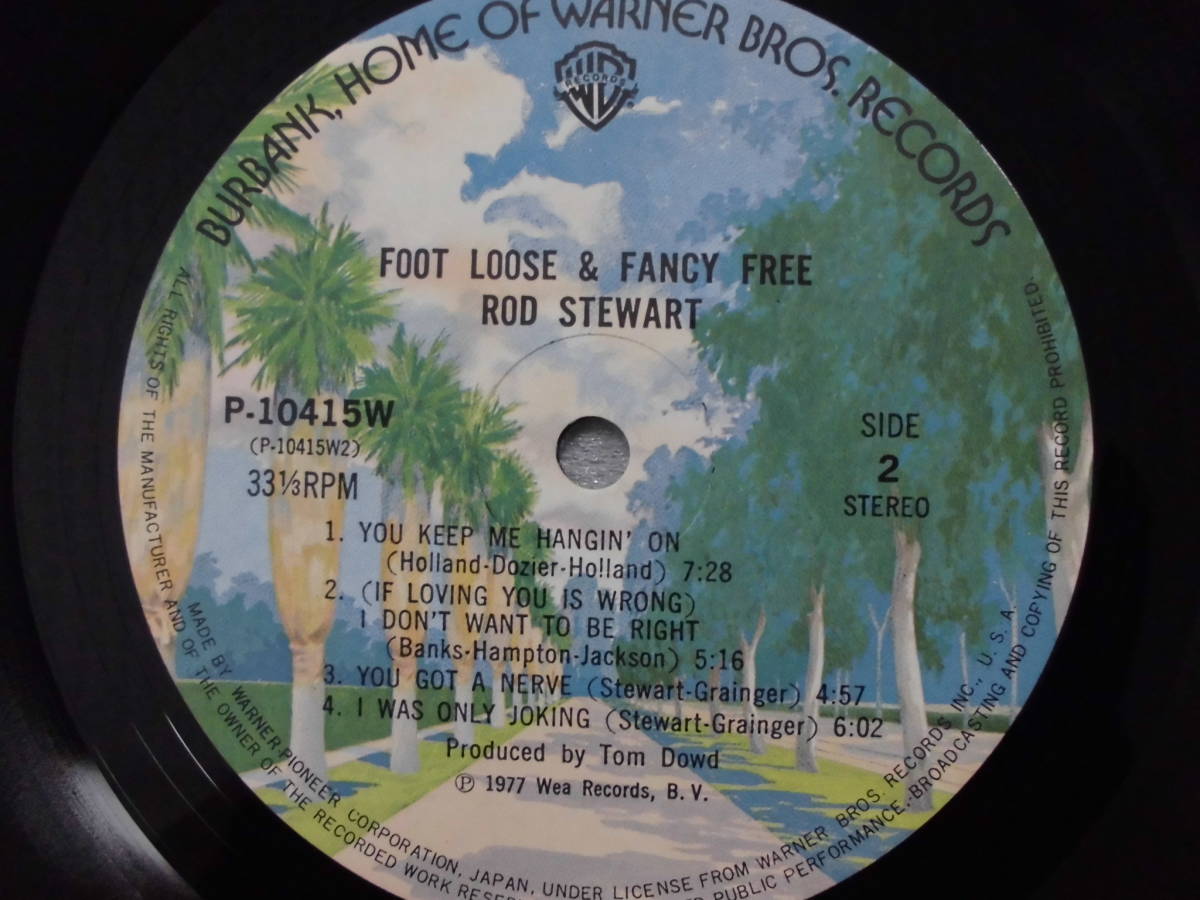 BURBANK, HOME OF WARNER BROS. RECORDS
W
RECORDS
FOOT LOOSE & FANCY FREE
ROD STEWART
P-10415W
(P-10415W2)
33⅓RPM
SIDE
2
STEREO
1. YOU KEEP ME HANGIN' ON
(Holland-Dozier-Holland) 7:28
2. (IF LOVING YOU IS WRONG)
I DON'T WANT TO BE RIGHT
(Banks-Hampton-Jackson) 5:16
3. YOU GOT A NERVE (Stewart-Grainger) 4:57
4. I WAS ONLY JOKING (Stewart-Grainger) 6:02
Produced by Tom Dowd
℗ 1977 Wea Records, B. V.
MADE BY WARNER-PIONEER CORPORATION, JAPAN, UNDER LICENSE FROM WARNER BROS. RECORDS INC., U. S. A.
ALL RIGHTS OF THE MANUFACTURER AND OF THE OWNER OF THE RECORDED WORK PUBLIC PERFORMANCE, BROADCASTING AND COPYING OF THIS RECORD PROHIBITED.